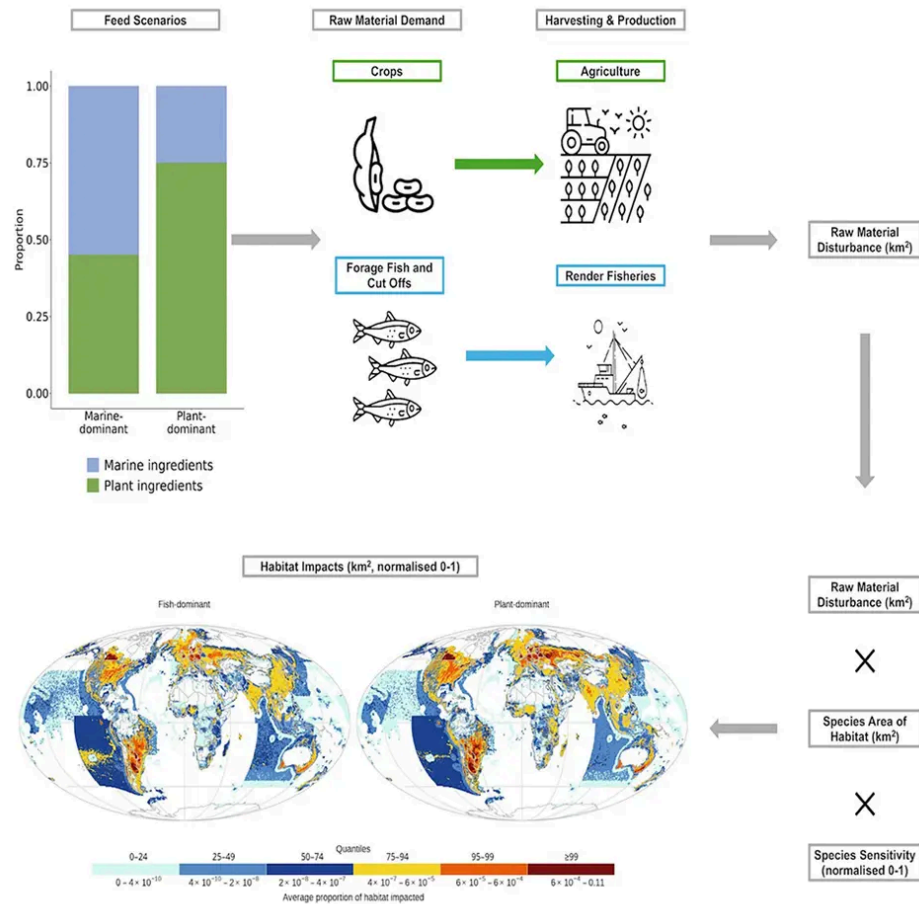 Feed Scenarios
Raw Material Demand
Harvesting & Production
Crops
Agriculture
1.00
0.75
0.50
0.25
0.00
Proportion
Marine-
dominant
Plant-
dominant
Marine ingredients
Plant ingredients
Forage Fish and
Cut Offs
Render Fisheries
Raw Material
Disturbance (km²)
Habitat Impacts (km², normalised 0-1)
Fish-dominant
Plant-dominant
Raw Material
Disturbance (km²)
Species Area of
Habitat (km²)
Species Sensitivity
(normalised 0-1)
Quantiles
0–24 25–49 50–74 75–94 95–99 ≥99
0 – 4× 10⁻¹⁰ 4× 10⁻¹⁰ – 2× 10⁻⁸ 2× 10⁻⁸ – 4× 10⁻⁷ 4× 10⁻⁷ – 6× 10⁻⁵ 6× 10⁻⁵ – 6× 10⁻⁴ 6× 10⁻⁴ – 0.11
Average proportion of habitat impacted